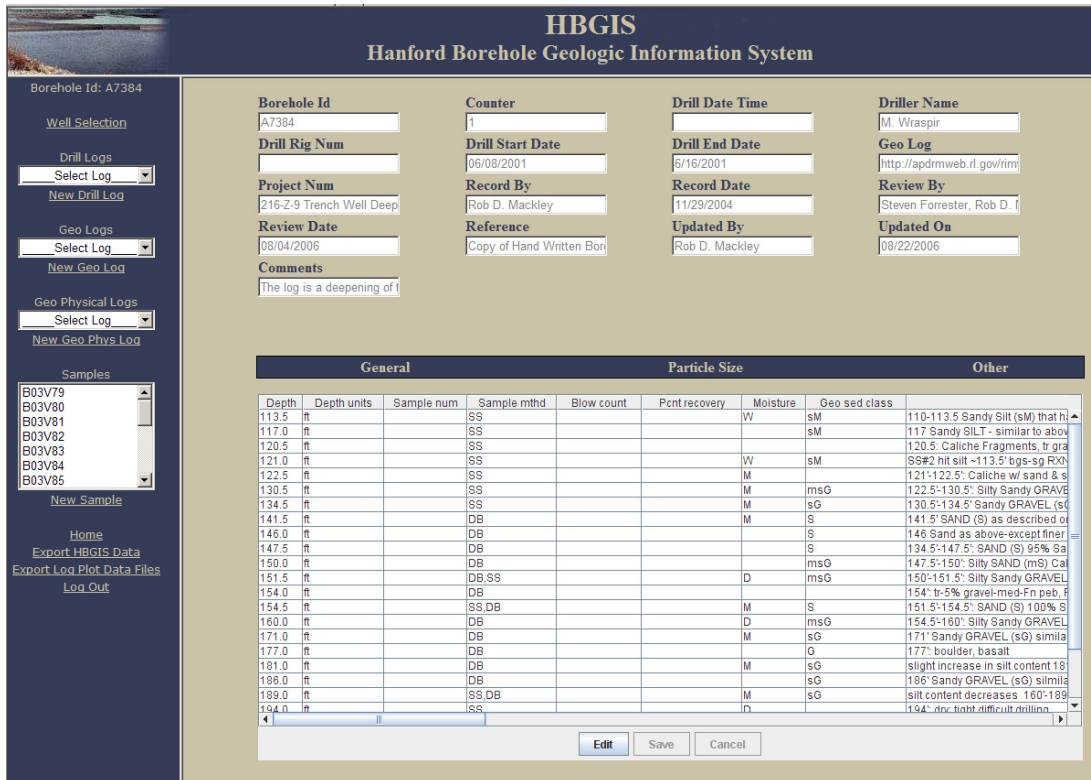 HBGIS
Hanford Borehole Geologic Information System
Borehole Id: A7384
Well Selection
Drill Logs
____Select Log____
New Drill Log
Geo Logs
____Select Log____
New Geo Log
Geo Physical Logs
____Select Log____
New Geo Phys Log
Samples
B03V79
B03V80
B03V81
B03V82
B03V83
B03V84
B03V85
New Sample
Home
Export HBGIS Data
Export Log Plot Data Files
Log Out
Borehole Id Counter Drill Date Time Driller Name
A7384 1 M. Wraspir
Drill Rig Num Drill Start Date Drill End Date Geo Log
06/08/2001 6/16/2001 http://apdrmweb.rl.gov/rim
Project Num Record By Record Date Review By
216-Z-9 Trench Well Deep Rob D. Mackley 11/29/2004 Steven Forrester, Rob D.
Review Date Reference Updated By Updated On
08/04/2006 Copy of Hand Written Bor Rob D. Mackley 08/22/2006
Comments
The log is a deepening of
General Particle Size Other
Depth Depth units Sample num Sample mthd Blow count Pcnt recovery Moisture Geo sed class
113.5 ft SS W sM 110-113.5 Sandy Silt (sM) that
117.0 ft SS sM 117 Sandy SILT - similar to abov
120.5 ft SS 120.5: Caliche Fragments, tr gra
121.0 ft SS W sM SS#2 hit silt ~113.5' bgs-sg RXN
122.5 ft SS M 121'-122.5': Caliche w/ sand & s
130.5 ft SS M msG 122.5'-130.5': Silty Sandy GRAVE
134.5 ft SS M sG 130.5'-134.5' Sandy GRAVEL (sG
141.5 ft DB M S 141.5' SAND (S) as described o
146.0 ft DB S 146 Sand as above-except finer
147.5 ft DB S 134.5'-147.5': SAND (S) 95% Sa
150.0 ft DB msG 147.5'-150': Silty SAND (mS) Cal
151.5 ft DB,SS D msG 150'-151.5': Silty Sandy GRAVEL
154.0 ft DB 154': tr-5% gravel-med-Fn peb,
154.5 ft SS,DB M S 151.5'-154.5': SAND (S) 100% S
160.0 ft DB D msG 154.5'-160': Silty Sandy GRAVEL
171.0 ft DB M sG 171' Sandy GRAVEL (sG) simila
177.0 ft DB G 177': boulder, basalt
181.0 ft DB M sG slight increase in silt content 18
186.0 ft DB sG 186' Sandy GRAVEL (sG) silmila
189.0 ft SS,DB M sG silt content decreases 160'-189
194.0 ft SS D 194': dry; tight difficult drilling
Edit Save Cancel